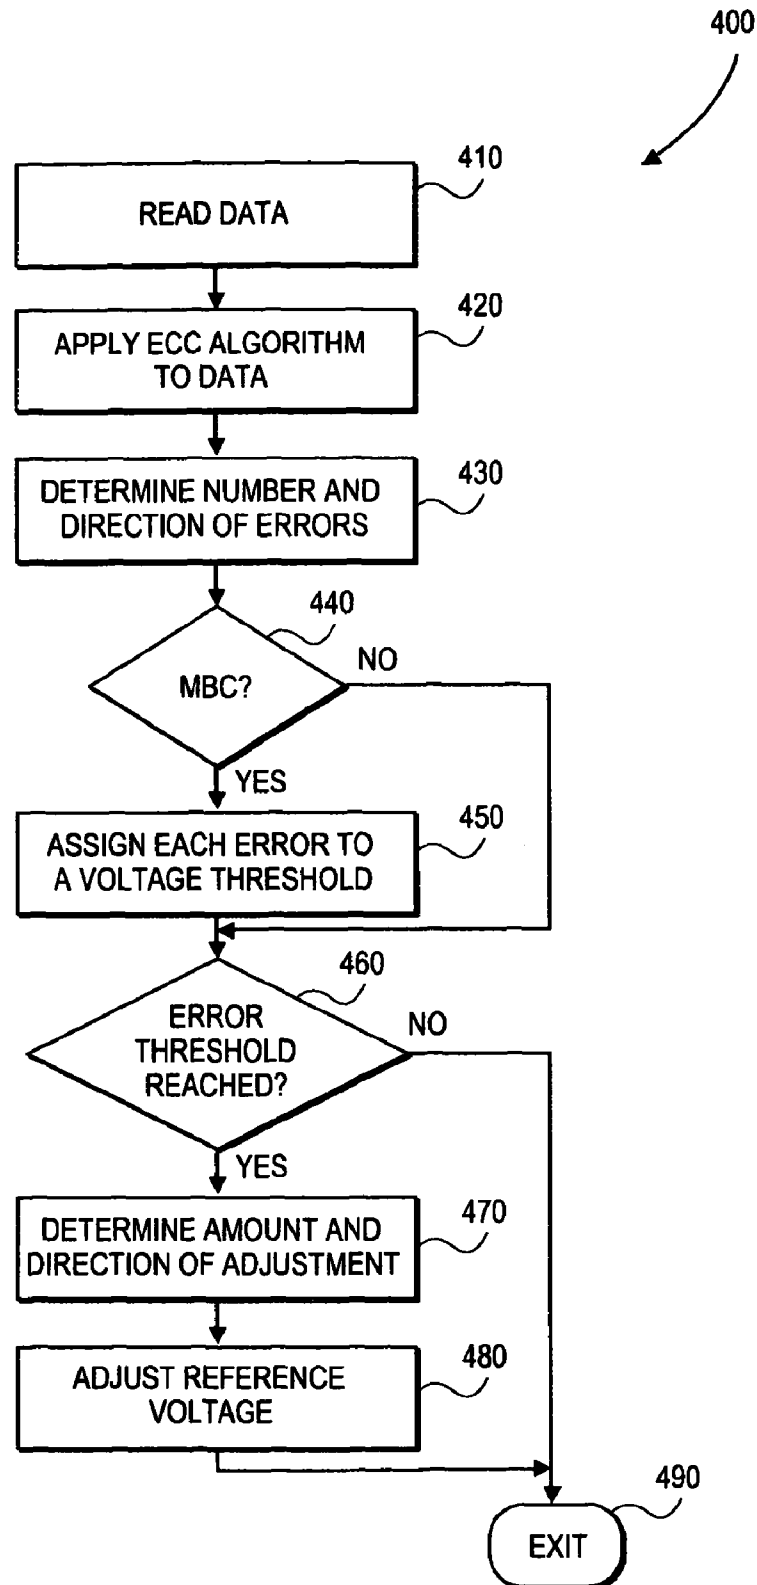 400
410
READ DATA
420
APPLY ECC ALGORITHM
TO DATA
430
DETERMINE NUMBER AND
DIRECTION OF ERRORS
440
MBC?
NO
YES
450
ASSIGN EACH ERROR TO
A VOLTAGE THRESHOLD
460
ERROR
THRESHOLD
REACHED?
NO
YES
470
DETERMINE AMOUNT AND
DIRECTION OF ADJUSTMENT
480
ADJUST REFERENCE
VOLTAGE
490
EXIT